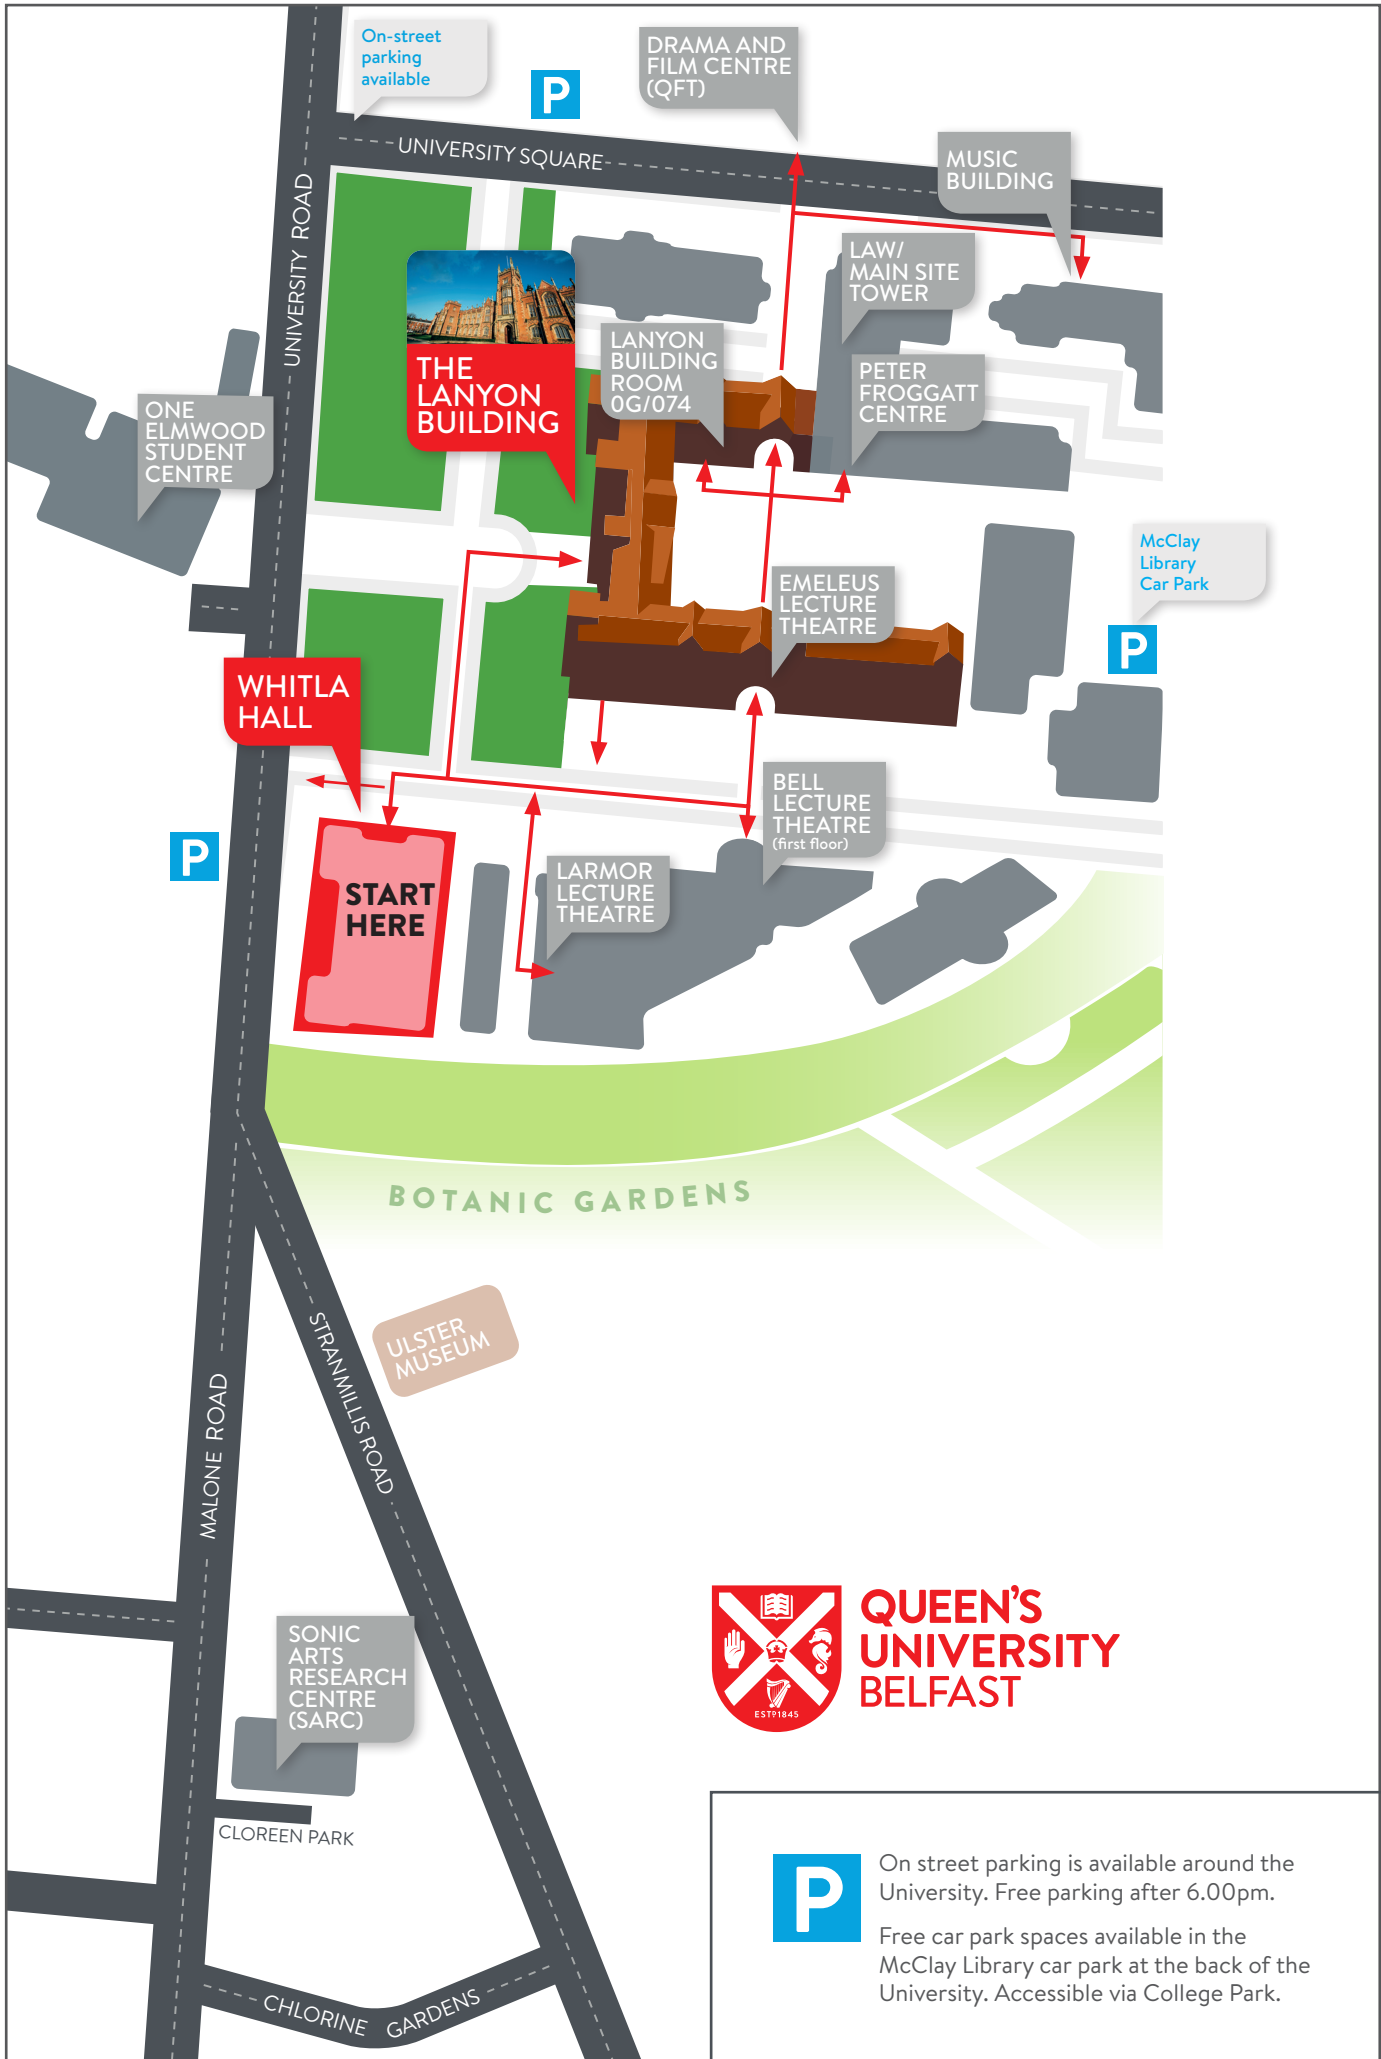 On-street
parking
available
P
DRAMA AND
FILM CENTRE
(QFT)
UNIVERSITY SQUARE
MUSIC
BUILDING
UNIVERSITY ROAD
LAW/
MAIN SITE
TOWER
THE
LANYON
BUILDING
LANYON
BUILDING
ROOM
0G/074
PETER
FROGGATT
CENTRE
ONE
ELMWOOD
STUDENT
CENTRE
McClay
Library
Car Park
P
EMELEUS
LECTURE
THEATRE
WHITLA
HALL
BELL
LECTURE
THEATRE
(first floor)
P
START
HERE
LARMOR
LECTURE
THEATRE
BOTANIC GARDENS
ULSTER
MUSEUM
STRANMILLIS ROAD
MALONE ROAD
SONIC
ARTS
RESEARCH
CENTRE
(SARC)
CLOREEN PARK
CHLORINE GARDENS
QUEEN'S
UNIVERSITY
BELFAST
ESTD 1845
P
On street parking is available around the
University. Free parking after 6.00pm.
Free car park spaces available in the
McClay Library car park at the back of the
University. Accessible via College Park.